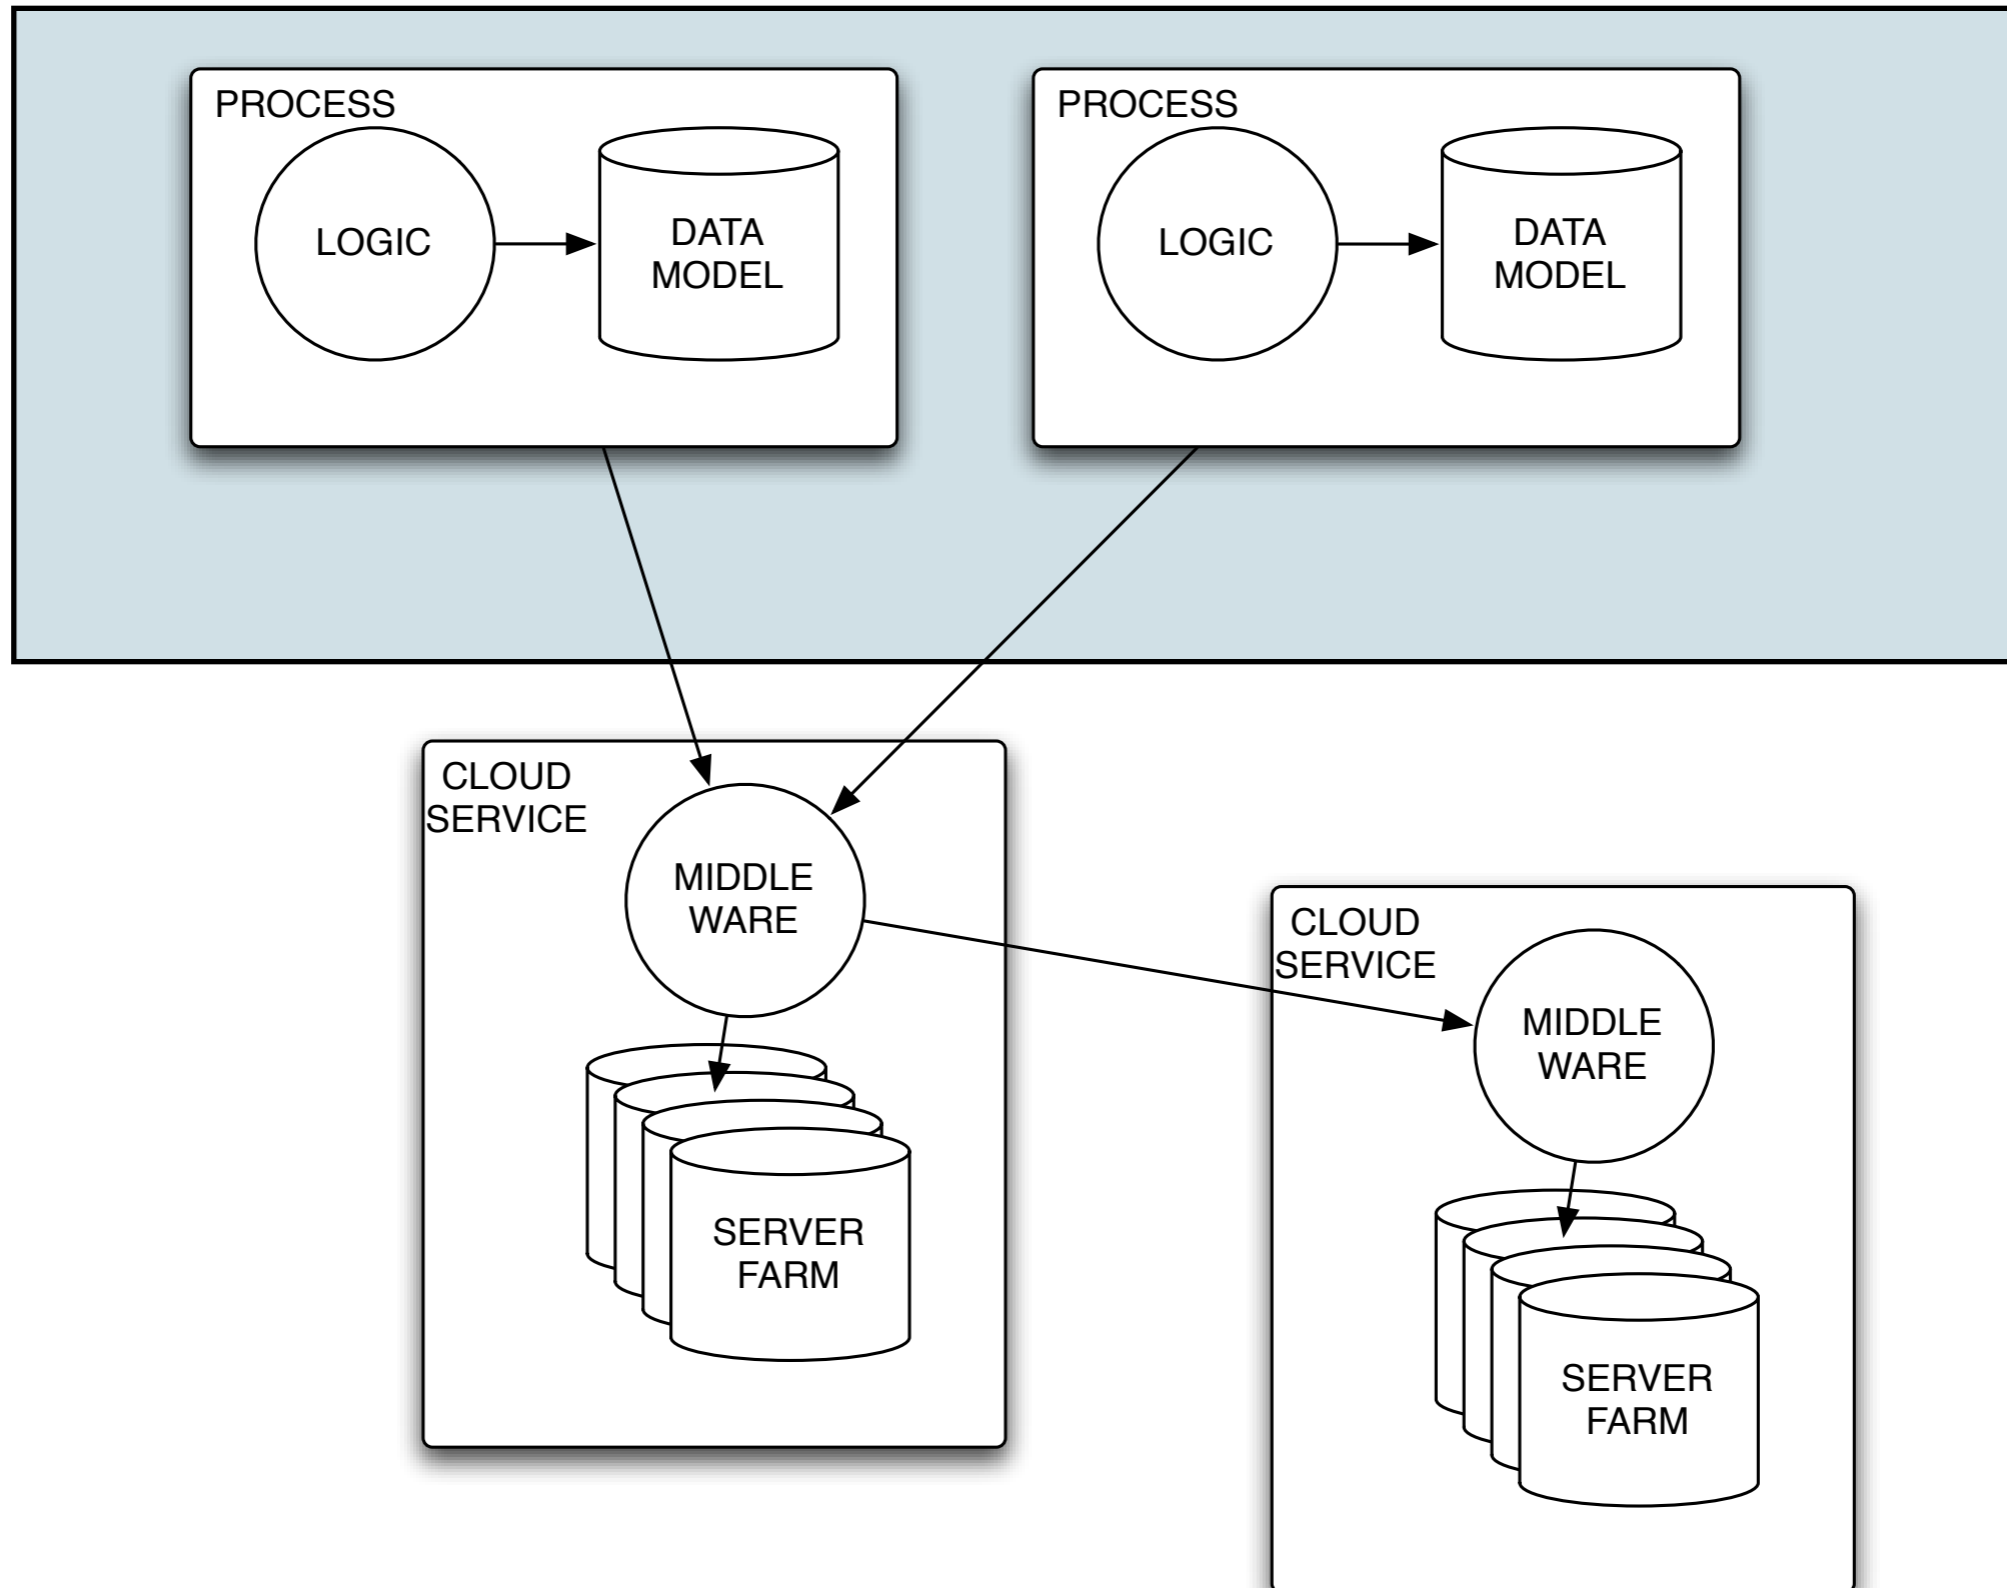 PROCESS
LOGIC
DATA
MODEL
PROCESS
LOGIC
DATA
MODEL
CLOUD
SERVICE
MIDDLE
WARE
SERVER
FARM
CLOUD
SERVICE
MIDDLE
WARE
SERVER
FARM